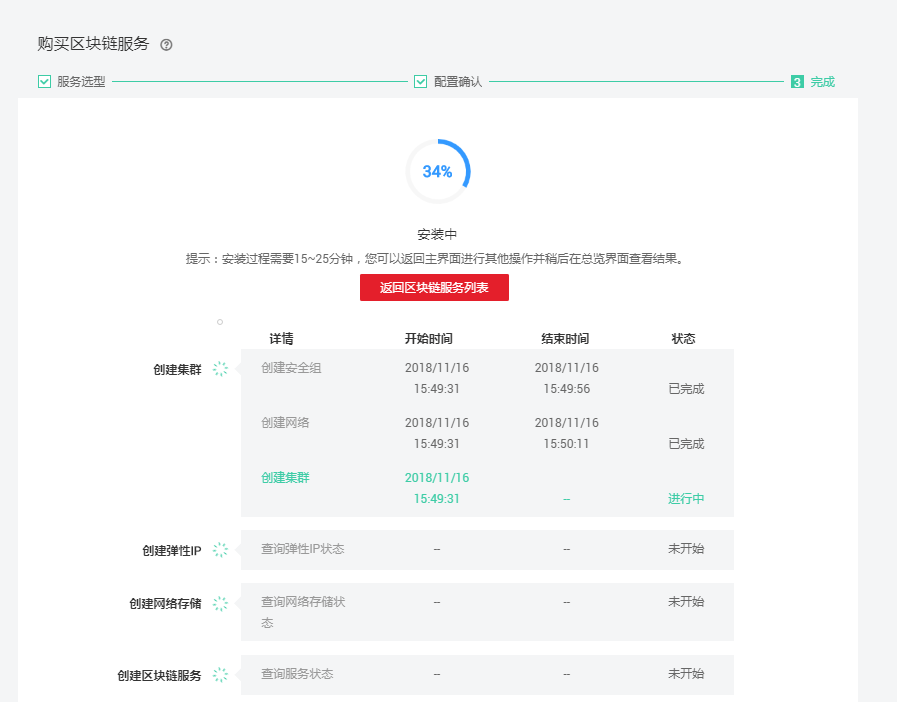 购买区块链服务 ?
服务选型 配置确认 3 完成
34%
安装中
提示：安装过程需要15~25分钟，您可以返回主界面进行其他操作并稍后在总览界面查看结果。
返回区块链服务列表
详情 开始时间 结束时间 状态
创建集群 创建安全组 2018/11/16 2018/11/16
15:49:31 15:49:56 已完成
创建网络 2018/11/16 2018/11/16
15:49:31 15:50:11 已完成
创建集群 2018/11/16
15:49:31 -- 进行中
创建弹性IP 查询弹性IP状态 -- -- 未开始
创建网络存储 查询网络存储状 -- -- 未开始
态
创建区块链服务 查询服务状态 -- -- 未开始